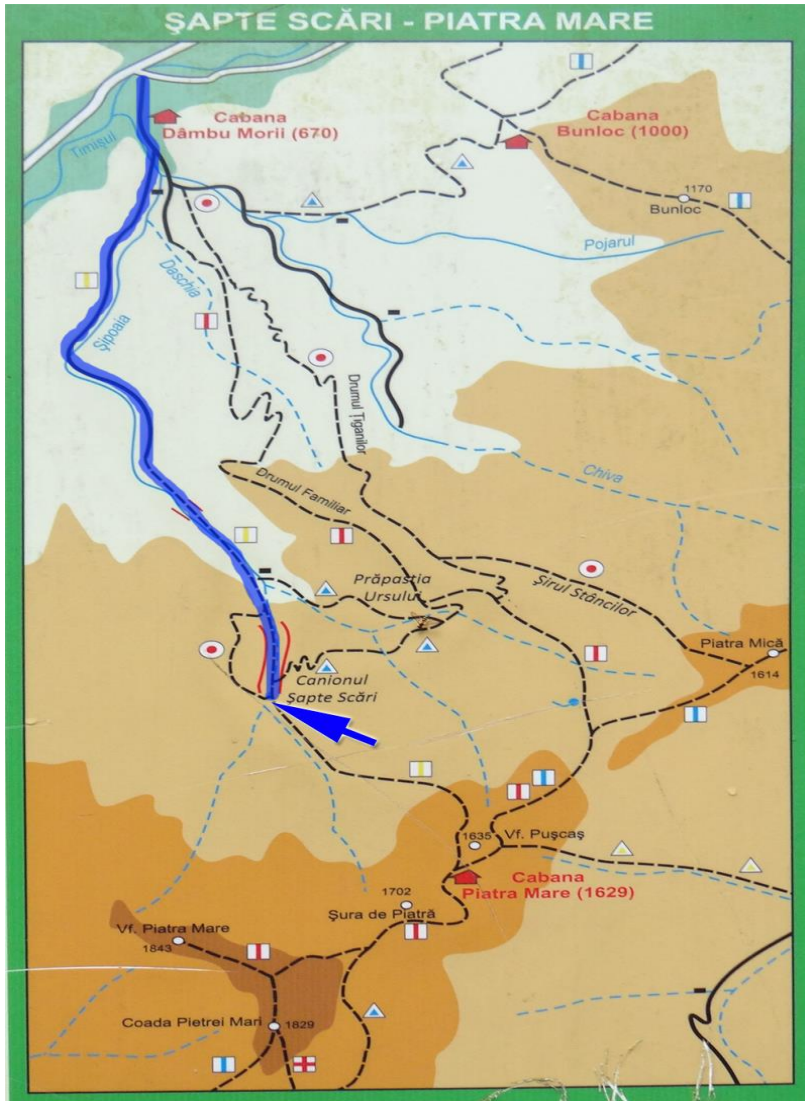 ŞAPTE SCĂRI - PIATRA MARE
Cabana
Dâmbu Morii (670)
Cabana
Bunloc (1000)
Timişul
1170
Bunloc
Pojarul
Daschia
Şipoaia
Drumul Ţiganilor
Drumul Familiar
Chiva
Prăpastia
Ursului
Şirul Stâncilor
Piatra Mică
1614
Canionul
Şapte Scări
1635
Vf. Puşcaş
Cabana
Piatra Mare (1629)
1702
Şura de Piatră
Vf. Piatra Mare
1843
Coada Pietrei Mari
1829